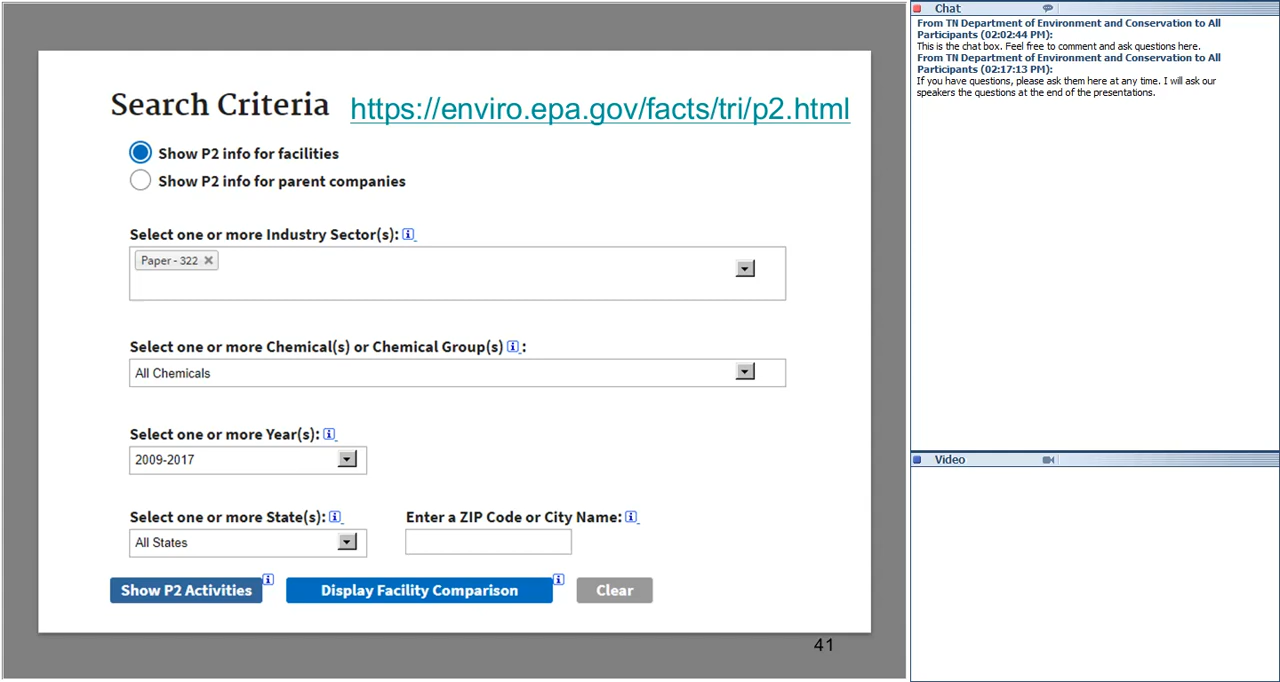 Search Criteria https://enviro.epa.gov/facts/tri/p2.html
Show P2 info for facilities
Show P2 info for parent companies
Select one or more Industry Sector(s): i
Paper - 322 ×
Select one or more Chemical(s) or Chemical Group(s) i :
All Chemicals
Select one or more Year(s): i
2009-2017
Select one or more State(s): i Enter a ZIP Code or City Name: i
All States
Show P2 Activities i Display Facility Comparison i Clear
41
Chat
From TN Department of Environment and Conservation to All
Participants (02:02:44 PM):
This is the chat box. Feel free to comment and ask questions here.
From TN Department of Environment and Conservation to All
Participants (02:17:13 PM):
If you have questions, please ask them here at any time. I will ask our
speakers the questions at the end of the presentations.
Video